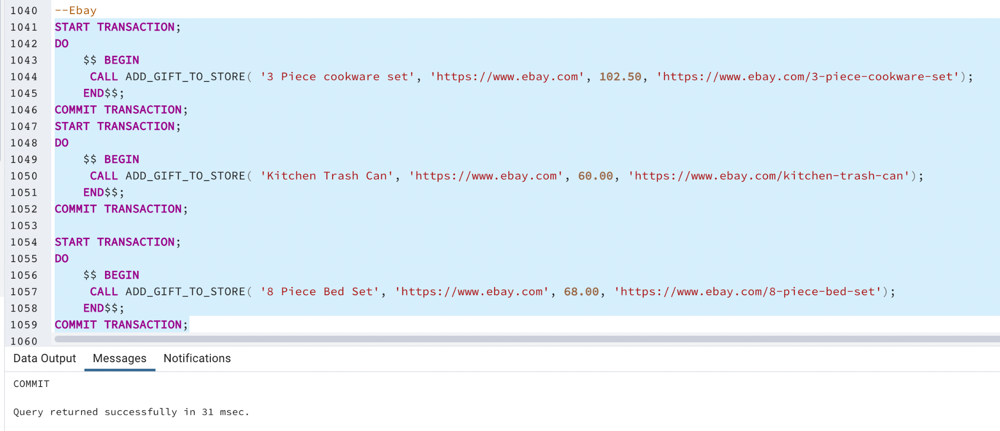 1040 --Ebay
1041 START TRANSACTION;
1042 DO
1043 $$ BEGIN
1044 CALL ADD_GIFT_TO_STORE( '3 Piece cookware set', 'https://www.ebay.com', 102.50, 'https://www.ebay.com/3-piece-cookware-set');
1045 END$$;
1046 COMMIT TRANSACTION;
1047 START TRANSACTION;
1048 DO
1049 $$ BEGIN
1050 CALL ADD_GIFT_TO_STORE( 'Kitchen Trash Can', 'https://www.ebay.com', 60.00, 'https://www.ebay.com/kitchen-trash-can');
1051 END$$;
1052 COMMIT TRANSACTION;
1053
1054 START TRANSACTION;
1055 DO
1056 $$ BEGIN
1057 CALL ADD_GIFT_TO_STORE( '8 Piece Bed Set', 'https://www.ebay.com', 68.00, 'https://www.ebay.com/8-piece-bed-set');
1058 END$$;
1059 COMMIT TRANSACTION;
1060
Data Output Messages Notifications
COMMIT
Query returned successfully in 31 msec.